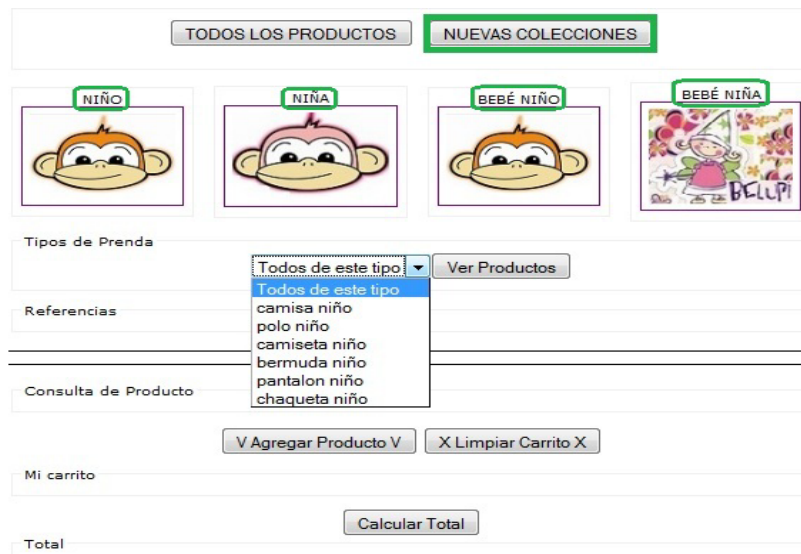 TODOS LOS PRODUCTOS NUEVAS COLECCIONES
NIÑO NIÑA BEBÉ NIÑO BEBÉ NIÑA
BELLIPI
Tipos de Prenda
Todos de este tipo Ver Productos
Todos de este tipo
camisa niño
polo niño
camiseta niño
bermuda niño
pantalon niño
chaqueta niño
Referencias
Consulta de Producto
V Agregar Producto V X Limpiar Carrito X
Mi carrito
Calcular Total
Total